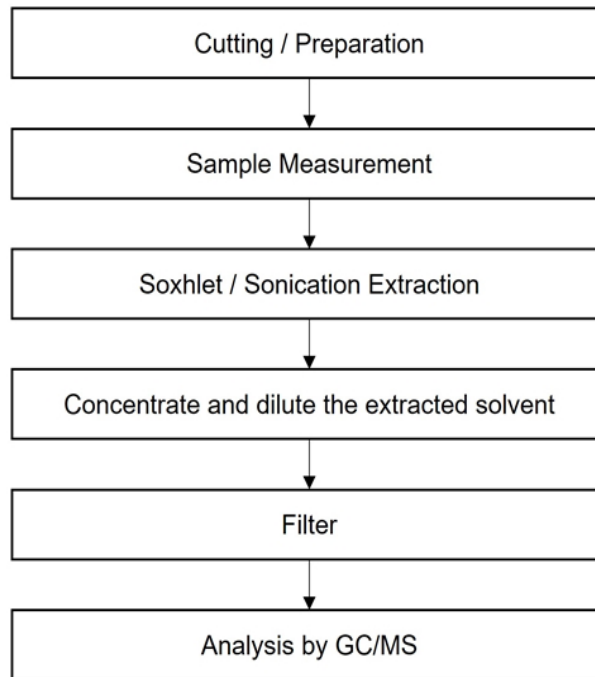 Cutting / Preparation
Sample Measurement
Soxhlet / Sonication Extraction
Concentrate and dilute the extracted solvent
Filter
Analysis by GC/MS